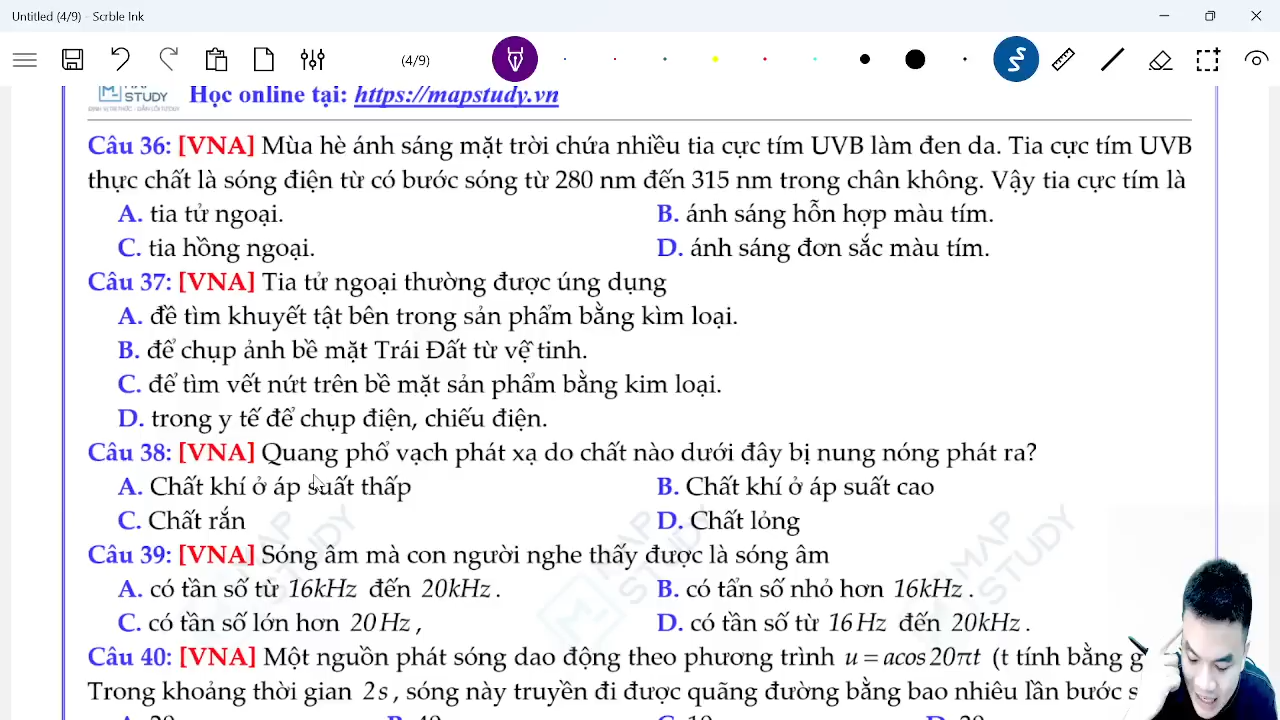 Untitled (4/9) - Scrble Ink
(4/9)
STUDY Học online tại: https://mapstudy.vn
Câu 36: [VNA] Mùa hè ánh sáng mặt trời chứa nhiều tia cực tím UVB làm đen da. Tia cực tím UVB
thực chất là sóng điện từ có bước sóng từ 280 nm đến 315 nm trong chân không. Vậy tia cực tím là
A. tia tử ngoại. B. ánh sáng hỗn hợp màu tím.
C. tia hồng ngoại. D. ánh sáng đơn sắc màu tím.
Câu 37: [VNA] Tia tử ngoại thường được úng dụng
A. đề tìm khuyết tật bên trong sản phẩm bằng kìm loại.
B. để chụp ảnh bề mặt Trái Đất từ vệ tinh.
C. để tìm vết nứt trên bề mặt sản phẩm bằng kim loại.
D. trong y tế để chụp điện, chiếu điện.
Câu 38: [VNA] Quang phổ vạch phát xạ do chất nào dưới đây bị nung nóng phát ra?
A. Chất khí ở áp suất thấp B. Chất khí ở áp suất cao
C. Chất rắn D. Chất lỏng
Câu 39: [VNA] Sóng âm mà con người nghe thấy được là sóng âm
A. có tần số từ 16kHz đến 20kHz. B. có tẩn số nhỏ hơn 16kHz.
C. có tần số lớn hơn 20Hz, D. có tần số từ 16Hz đến 20kHz.
Câu 40: [VNA] Một nguồn phát sóng dao động theo phương trình u = acos20πt (t tính bằng
Trong khoảng thời gian 2s, sóng này truyền đi được quãng đường bằng bao nhiêu lần bước